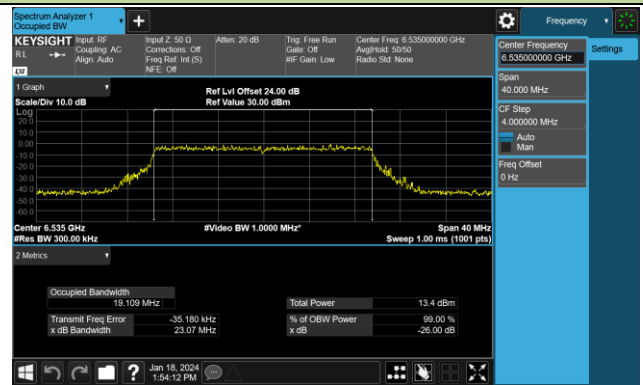 Spectrum Analyzer 1
Occupied BW
Frequency
KEYSIGHT
RL
Input: RF
Coupling: AC
Align: Auto
Input Z: 50 Ω
Corrections: Off
Freq Ref: Int (S)
NFE: Off
Atten: 20 dB
Trig: Free Run
Gate: Off
#IF Gain: Low
Center Freq: 6.535000000 GHz
Avg|Hold: 50/50
Radio Std: None
Center Frequency
6.535000000 GHz
Settings
Span
40.000 MHz
CF Step
4.000000 MHz
Auto
Man
Freq Offset
0 Hz
1 Graph
Scale/Div 10.0 dB
Ref Lvl Offset 24.00 dB
Ref Value 30.00 dBm
Log
20.0
10.0
0.00
-10.0
-20.0
-30.0
-40.0
-50.0
-60.0
Center 6.535 GHz
#Res BW 300.00 kHz
#Video BW 1.0000 MHz*
Span 40 MHz
Sweep 1.00 ms (1001 pts)
2 Metrics
Occupied Bandwidth
19.109 MHz
Total Power 13.4 dBm
Transmit Freq Error -35.180 kHz
% of OBW Power 99.00 %
x dB Bandwidth 23.07 MHz
x dB -26.00 dB
?
Jan 18, 2024
1:54:12 PM